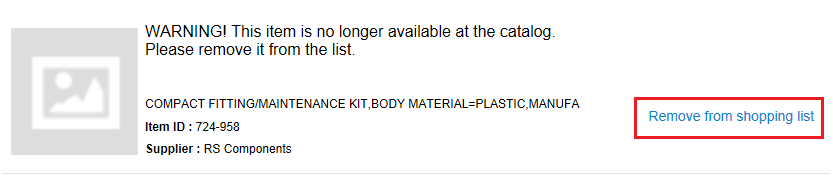 WARNING! This item is no longer available at the catalog.
Please remove it from the list.
COMPACT FITTING/MAINTENANCE KIT,BODY MATERIAL=PLASTIC,MANUFA
Remove from shopping list
Item ID : 724-958
Supplier : RS Components